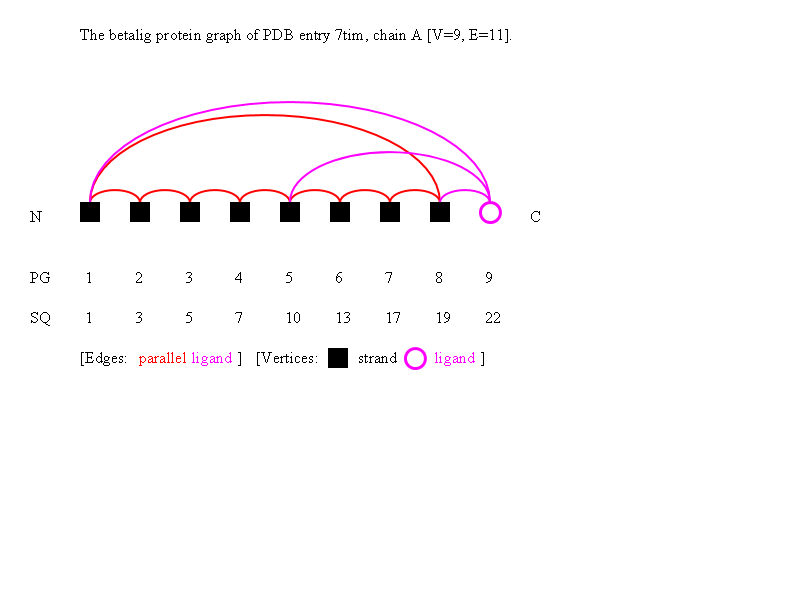 The betalig protein graph of PDB entry 7tim, chain A [V=9, E=11].
N C
PG 1 2 3 4 5 6 7 8 9
SQ 1 3 5 7 10 13 17 19 22
[Edges: parallel ligand ] [Vertices: strand ligand ]